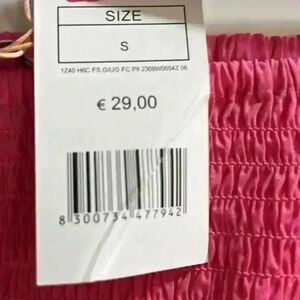 SIZE
S
1Z40 H6C FS GIUG FC P9 2309W0054Z 06
€ 29,00
8 300734 477942